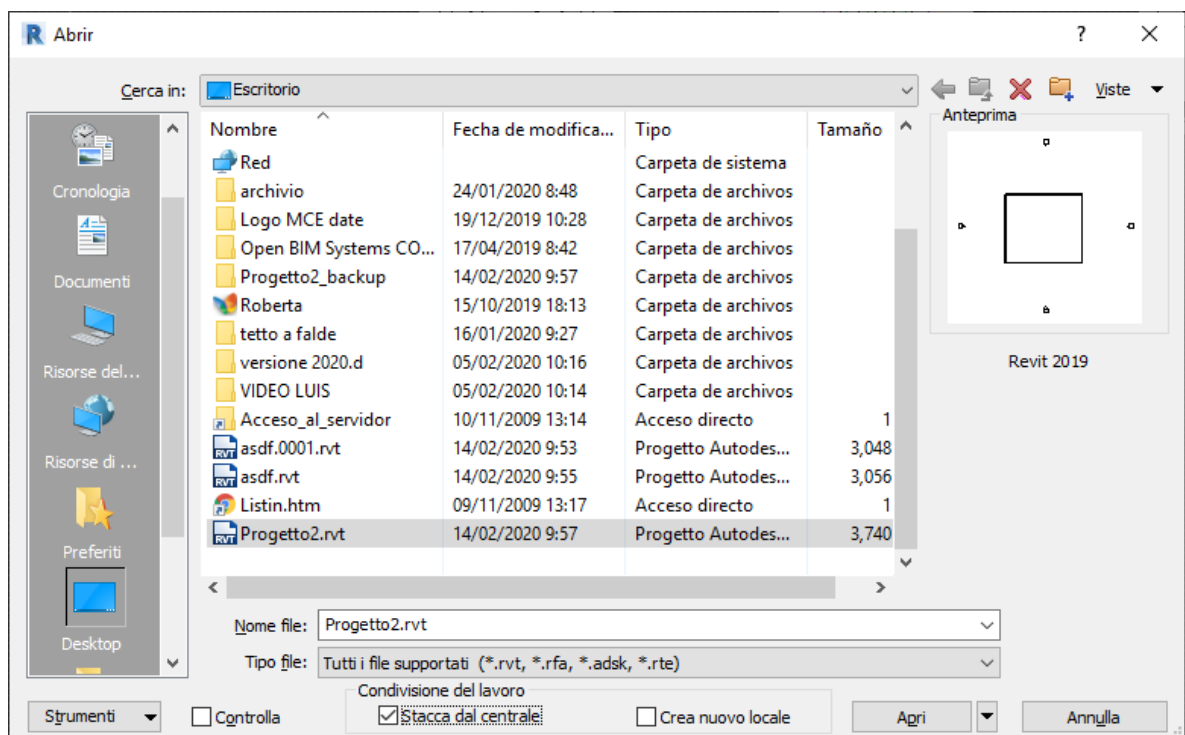 Abrir
?
Cerca in: Escritorio Viste
Nombre Fecha de modifica... Tipo Tamaño
Red Carpeta de sistema
archivio 24/01/2020 8:48 Carpeta de archivos
Logo MCE date 19/12/2019 10:28 Carpeta de archivos
Open BIM Systems CO... 17/04/2019 8:42 Carpeta de archivos
Progetto2_backup 14/02/2020 9:57 Carpeta de archivos
Roberta 15/10/2019 18:13 Carpeta de archivos
tetto a falde 16/01/2020 9:27 Carpeta de archivos
versione 2020.d 05/02/2020 10:16 Carpeta de archivos
VIDEO LUIS 05/02/2020 10:14 Carpeta de archivos
Acceso_al_servidor 10/11/2009 13:14 Acceso directo 1
asdf.0001.rvt 14/02/2020 9:53 Progetto Autodes... 3,048
asdf.rvt 14/02/2020 9:55 Progetto Autodes... 3,056
Listin.htm 09/11/2009 13:17 Acceso directo 1
Progetto2.rvt 14/02/2020 9:57 Progetto Autodes... 3,740
Cronologia
Documenti
Risorse del...
Risorse di ...
Preferiti
Desktop
Anteprima
Revit 2019
Nome file: Progetto2.rvt
Tipo file: Tutti i file supportati (*.rvt, *.rfa, *.adsk, *.rte)
Condivisione del lavoro
Strumenti Controlla Stacca dal centrale Crea nuovo locale Apri Annulla